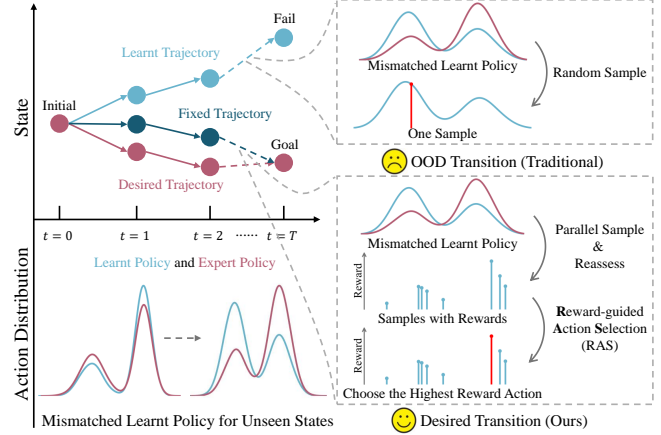 State
Fail
Learnt Trajectory
Initial
Fixed Trajectory
Goal
Desired Trajectory
t = 0
t = 1
t = 2
······
t = T
Action Distribution
Learnt Policy and Expert Policy
Mismatched Learnt Policy for Unseen States
Mismatched Learnt Policy
Random Sample
One Sample
OOD Transition (Traditional)
Mismatched Learnt Policy
Parallel Sample
&
Reassess
Reward
Samples with Rewards
Reward-guided
Action Selection
(RAS)
Reward
Choose the Highest Reward Action
Desired Transition (Ours)